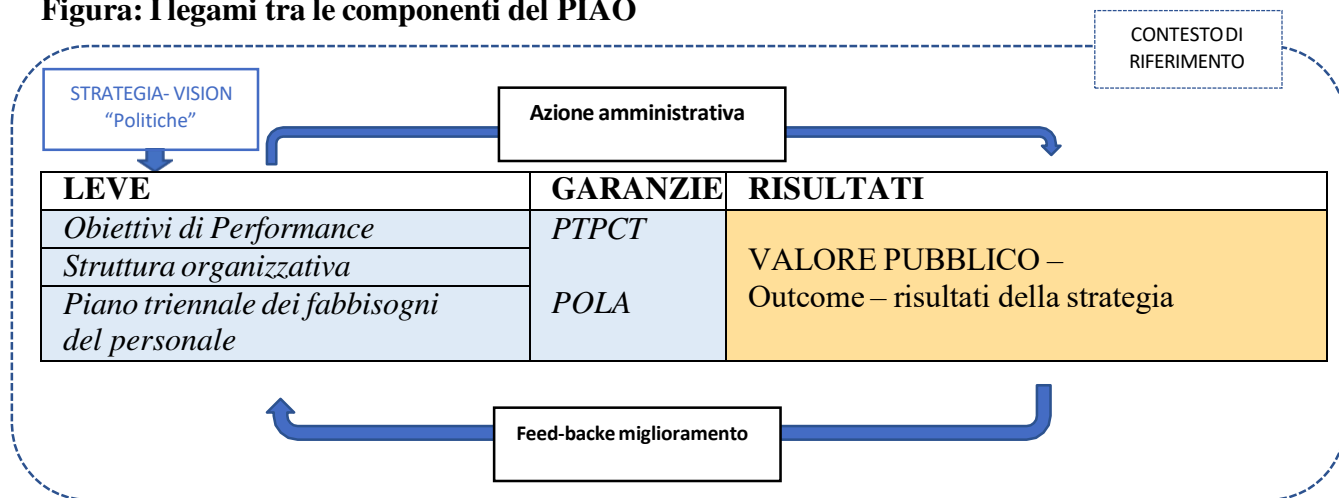 Figura: I legami tra le componenti del PIAO
CONTESTO DI
RIFERIMENTO
STRATEGIA- VISION
“Politiche”
Azione amministrativa
LEVE GARANZIE RISULTATI
Obiettivi di Performance PTPCT
Struttura organizzativa
VALORE PUBBLICO –
Piano triennale dei fabbisogni POLA Outcome – risultati della strategia
del personale
Feed-backe miglioramento